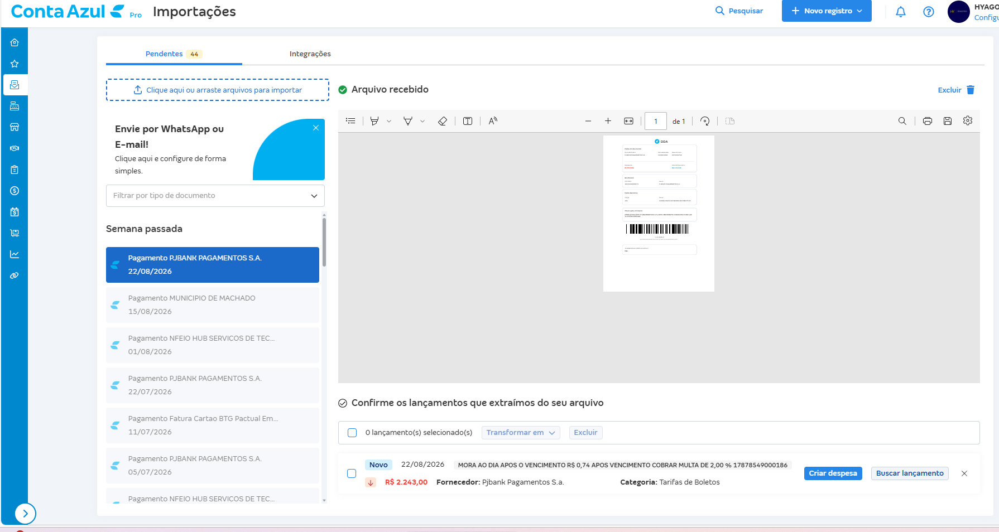 Conta Azul Pro
Importações
Pesquisar
Novo registro
HYAGO
Configu
Pendentes 44
Integrações
Clique aqui ou arraste arquivos para importar
Envie por WhatsApp ou
E-mail!
Clique aqui e configure de forma
simples.
Filtrar por tipo de documento
Semana passada
Pagamento PJBANK PAGAMENTOS S.A.
22/08/2026
Pagamento MUNICIPIO DE MACHADO
15/08/2026
Pagamento NFEIO HUB SERVICOS DE TEC...
01/08/2026
Pagamento PJBANK PAGAMENTOS S.A.
22/07/2026
Pagamento Fatura Cartao BTG Pactual Em...
11/07/2026
Pagamento PJBANK PAGAMENTOS S.A.
05/07/2026
Pagamento NFEIO HUB SERVICOS DE TEC...
Arquivo recebido
Excluir
1 de 1
DDA
Confirme os lançamentos que extraímos do seu arquivo
0 lançamento(s) selecionado(s)
Transformar em
Excluir
Novo 22/08/2026 MORA AO DIA APOS O VENCIMENTO R$ 0,74 APOS VENCIMENTO COBRAR MULTA DE 2,00 % 17878549000186
R$ 2.243,00 Fornecedor: Pjbank Pagamentos S.a. Categoria: Tarifas de Boletos
Criar despesa
Buscar lançamento